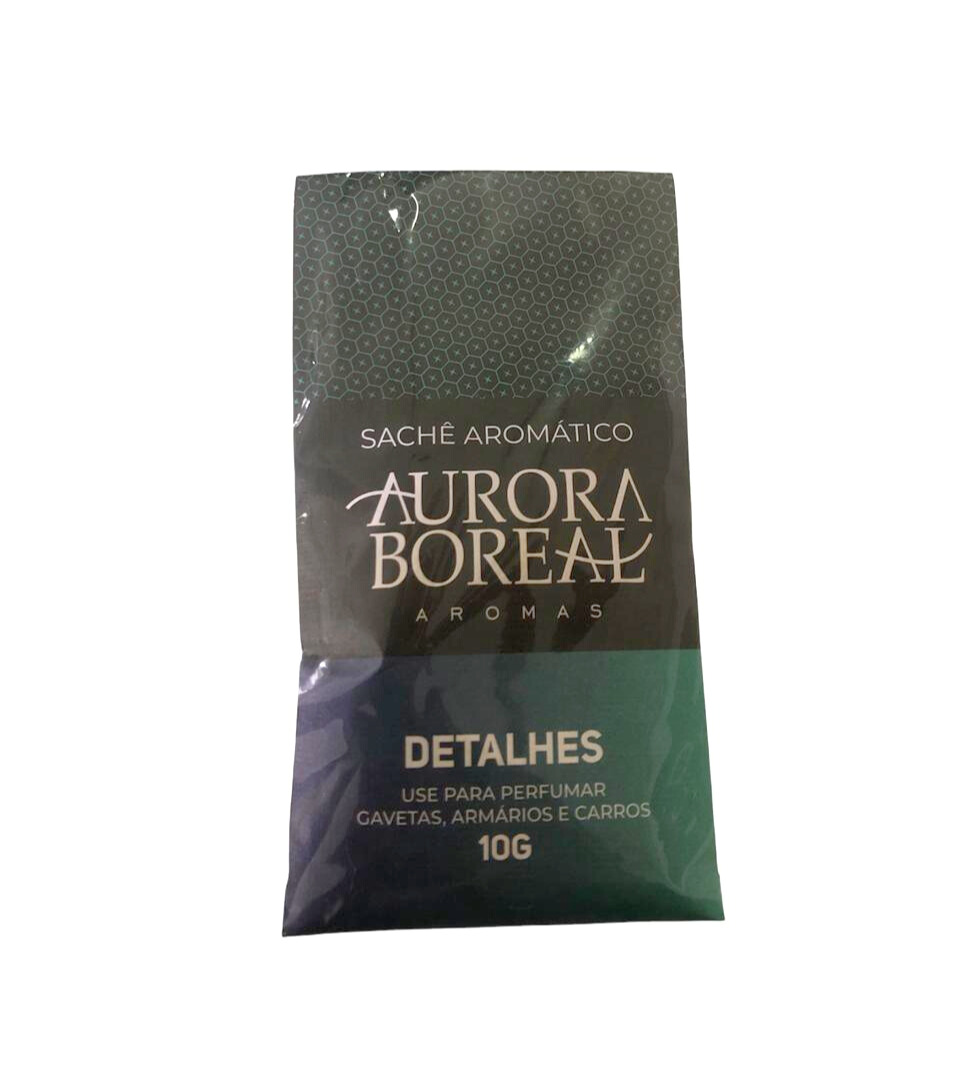 SACHÊ AROMÁTICO
AURORA
BOREAL
AROMAS
DETALHES
USE PARA PERFUMAR
GAVETAS, ARMÁRIOS E CARROS
10G